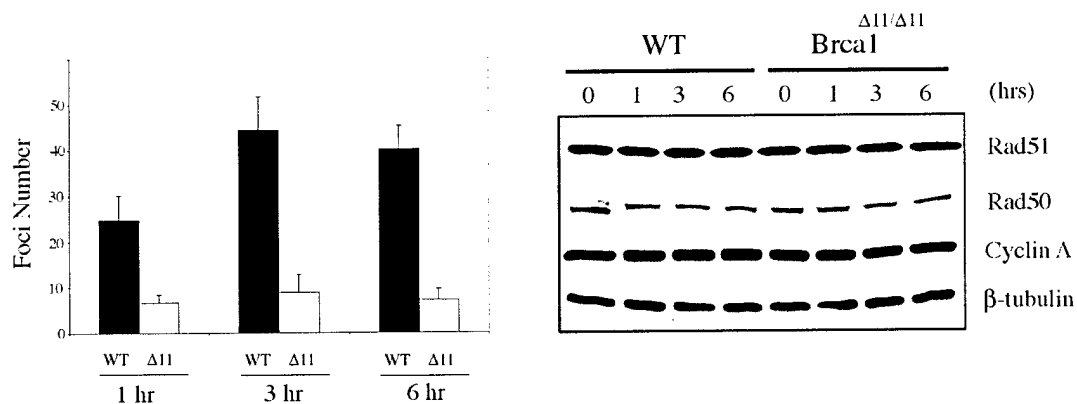 Foci Number
50
40
30
20
10
0
WT Δ11 WT Δ11 WT Δ11
1 hr 3 hr 6 hr
Δ11/Δ11
WT Brca1
0 1 3 6 0 1 3 6 (hrs)
Rad51
Rad50
Cyclin A
β-tubulin